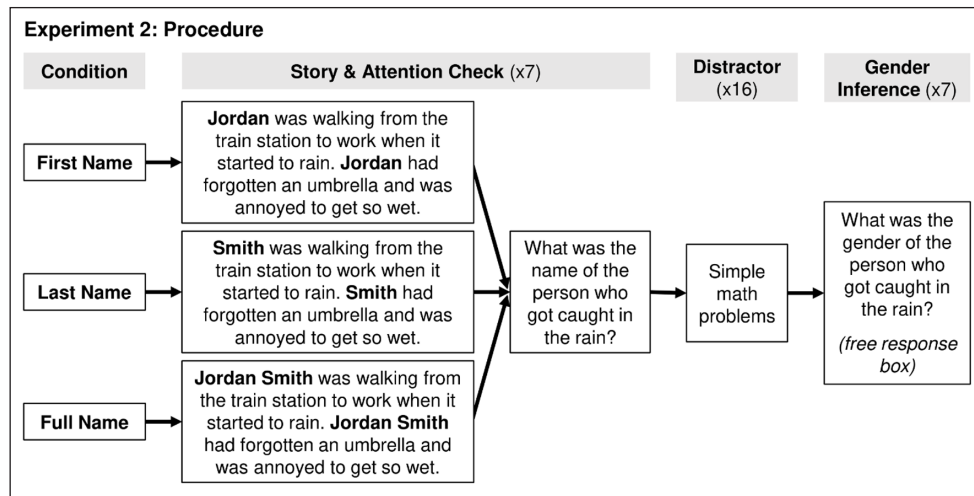 Experiment 2: Procedure
Condition
Story & Attention Check (x7)
Distractor
(x16)
Gender
Inference (x7)
First Name
Jordan was walking from the
train station to work when it
started to rain. Jordan had
forgotten an umbrella and was
annoyed to get so wet.
Last Name
Smith was walking from the
train station to work when it
started to rain. Smith had
forgotten an umbrella and was
annoyed to get so wet.
Full Name
Jordan Smith was walking from
the train station to work when it
started to rain. Jordan Smith
had forgotten an umbrella and
was annoyed to get so wet.
What was the
name of the
person who
got caught in
the rain?
Simple
math
problems
What was the
gender of the
person who
got caught in
the rain?
(free response
box)